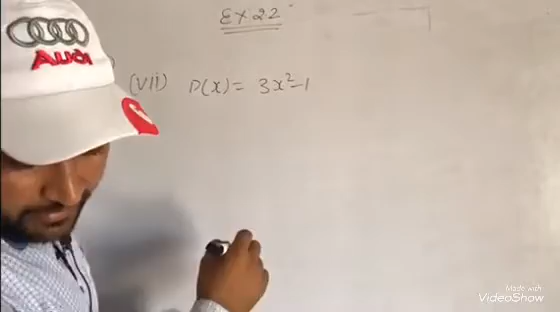 EX 2.2
(VII) P(x) = 3x²-1
Audi
Made with
VideoShow